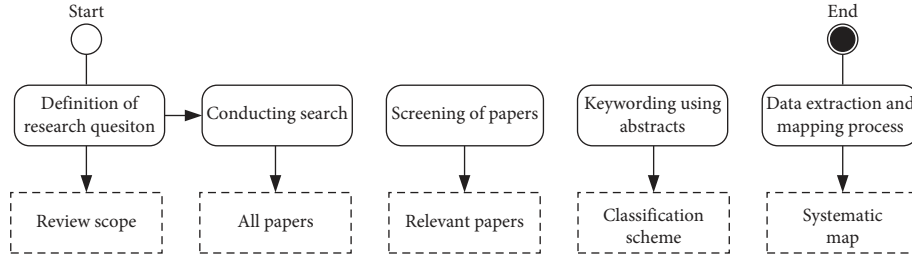 Start
End
Definition of
research quesiton
Conducting search
Screening of papers
Keywording using
abstracts
Data extraction and
mapping process
Review scope
All papers
Relevant papers
Classification
scheme
Systematic
map